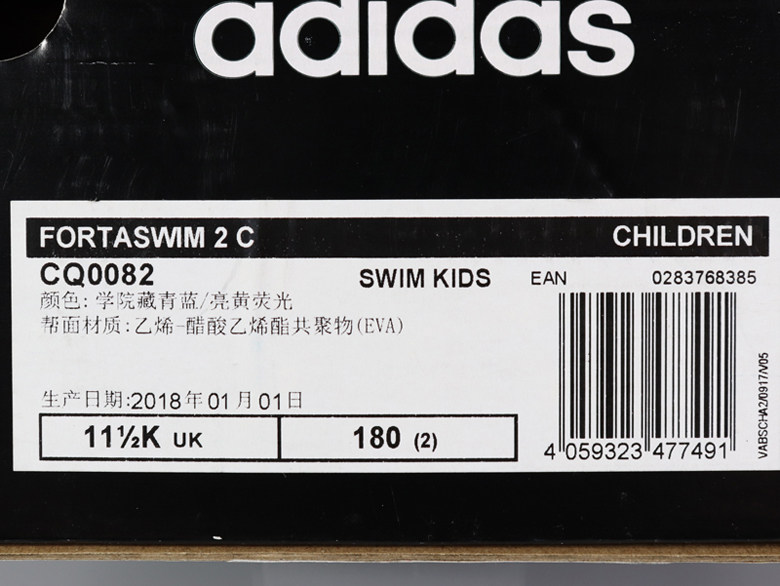 adidas
FORTASWIM 2 C CHILDREN
CQ0082 SWIM KIDS EAN 0283768385
颜色: 学院藏青蓝/亮黄荧光
帮面材质:乙烯-醋酸乙烯酯共聚物(EVA)
生产日期:2018年01月01日
11½K UK 180 (2)
4 059323 477491
VABSCHA2/0917/V05